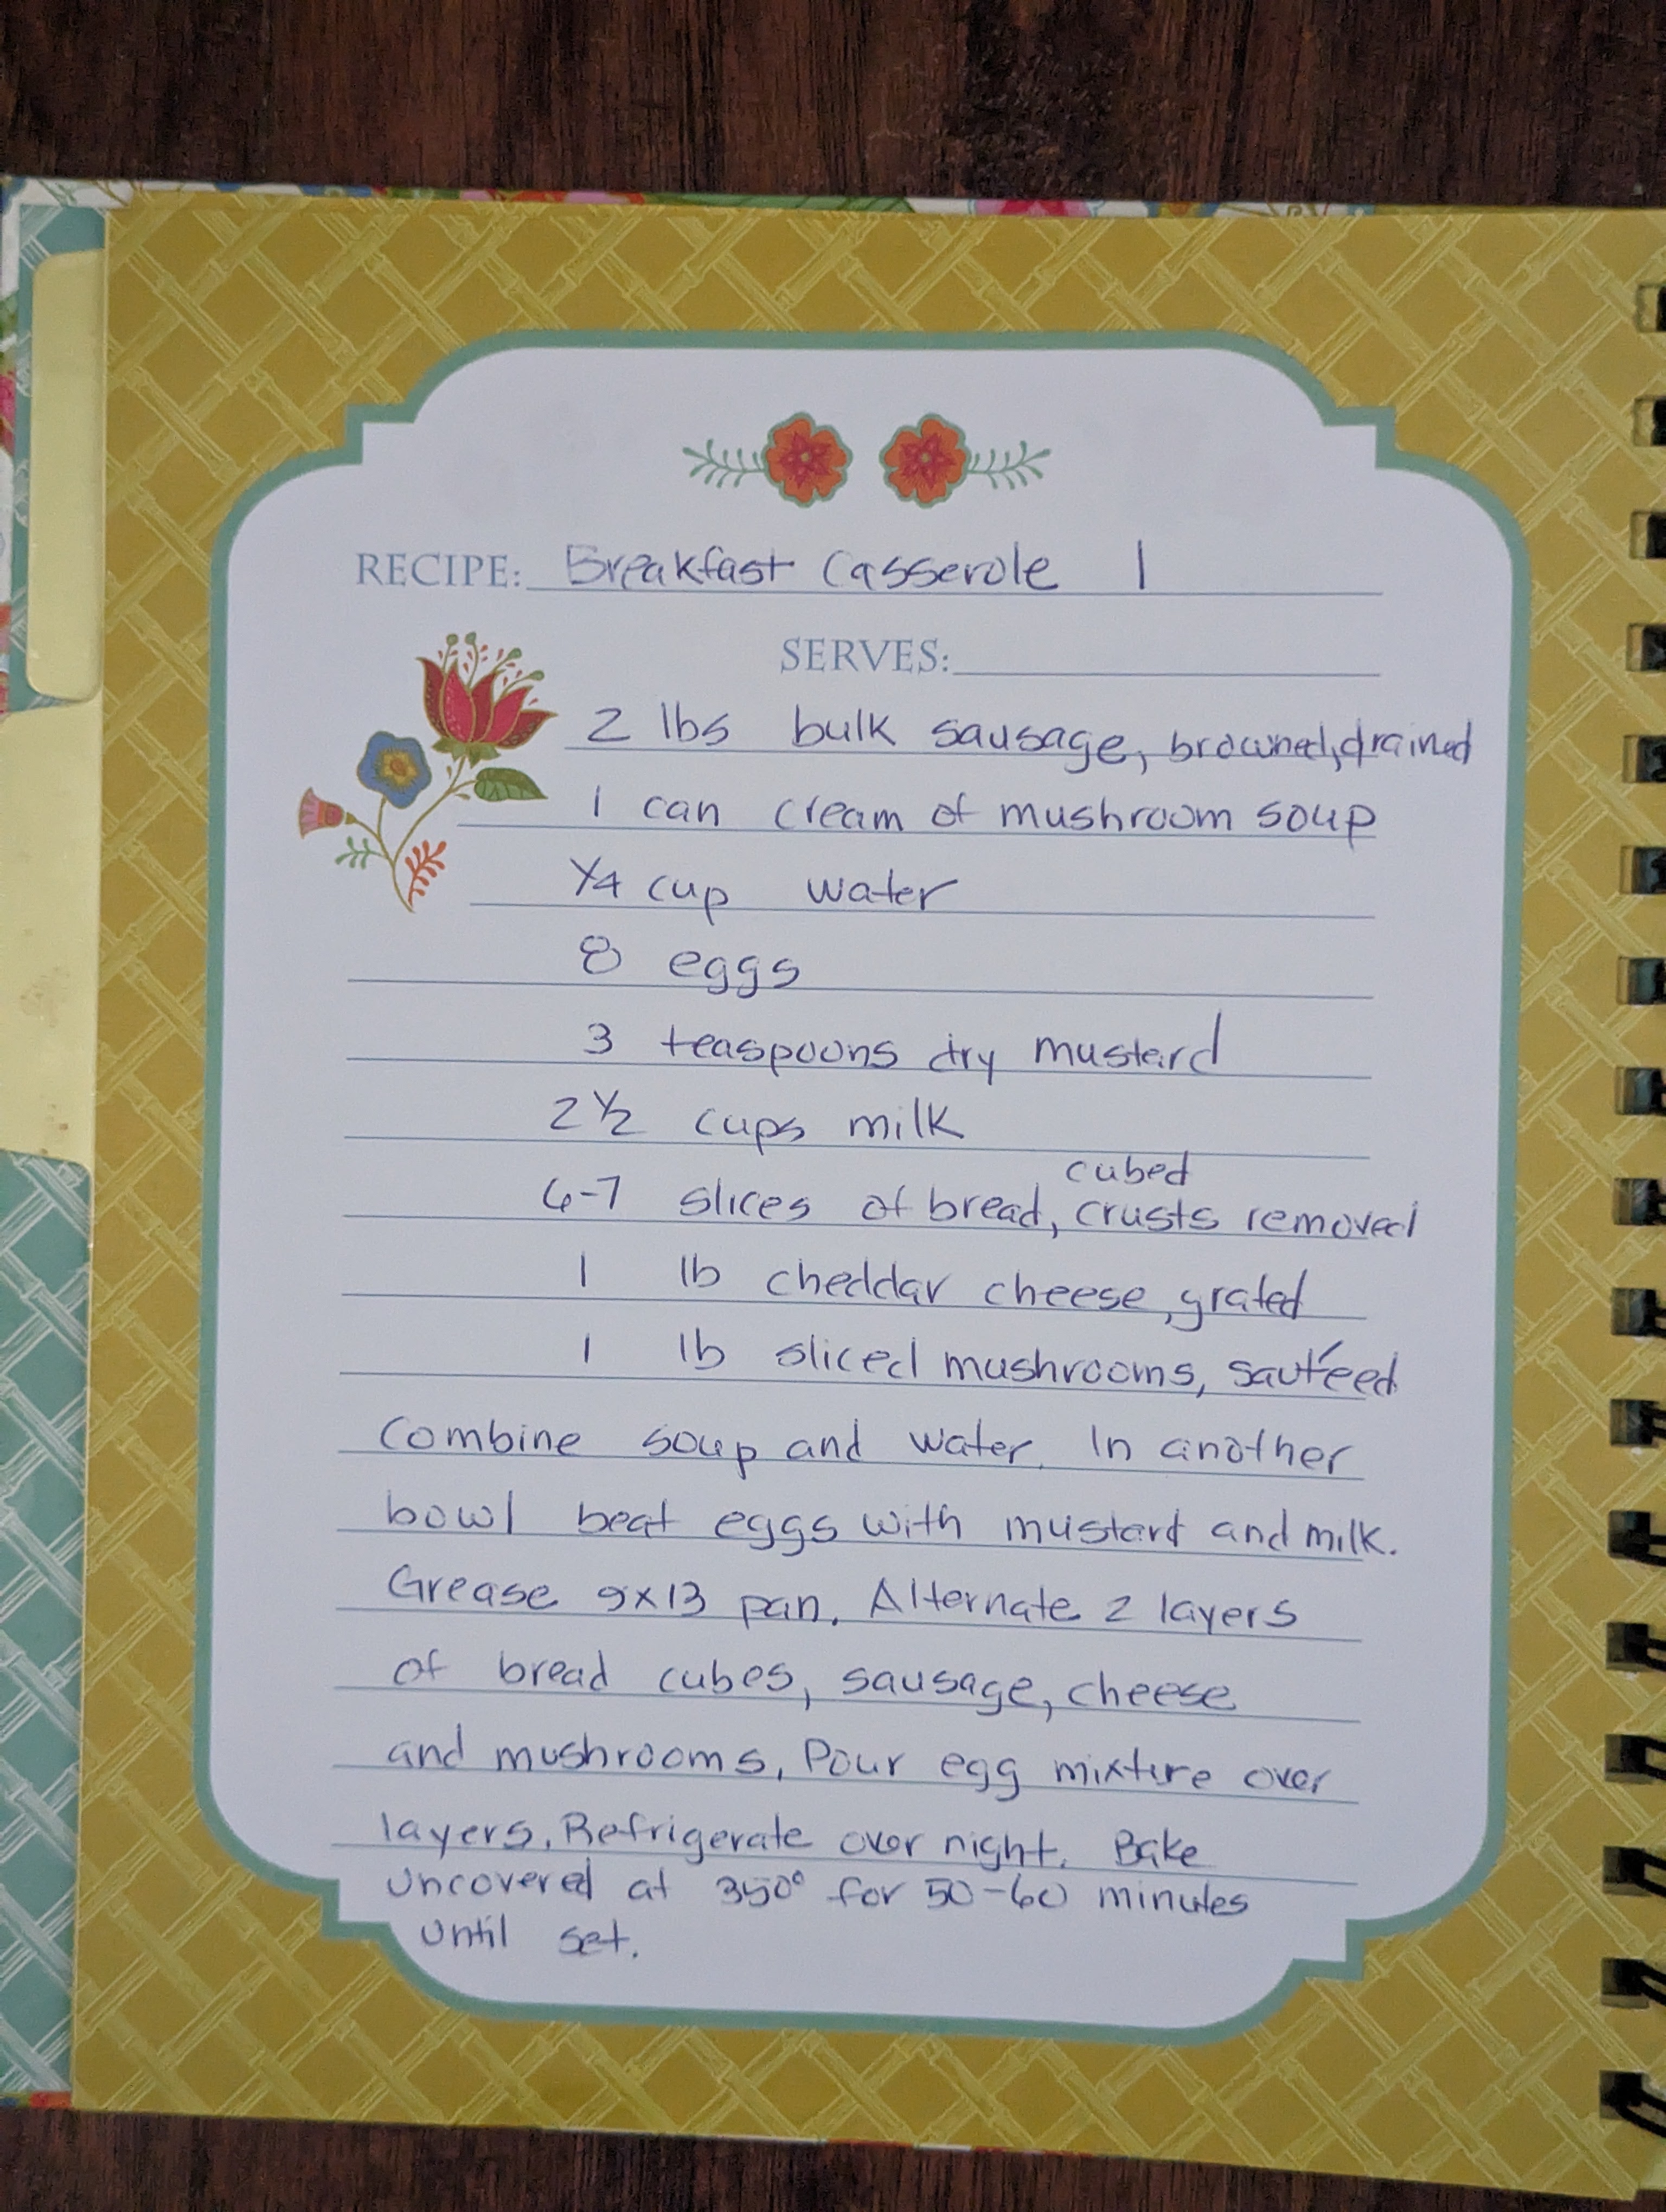 RECIPE: Breakfast Casserole 1
SERVES:
2 lbs bulk sausage, browned, drained
1 can cream of mushroom soup
1/4 cup water
8 eggs
3 teaspoons dry mustard
2 1/2 cups milk
cubed
6-7 slices of bread, crusts removed
1 lb cheddar cheese, grated
1 lb sliced mushrooms, sautéed
Combine soup and water. In another
bowl beat eggs with mustard and milk.
Grease 9x13 pan. Alternate 2 layers
of bread cubes, sausage, cheese
and mushrooms. Pour egg mixture over
layers. Refrigerate over night. Bake
uncovered at 350° for 50-60 minutes
until set.